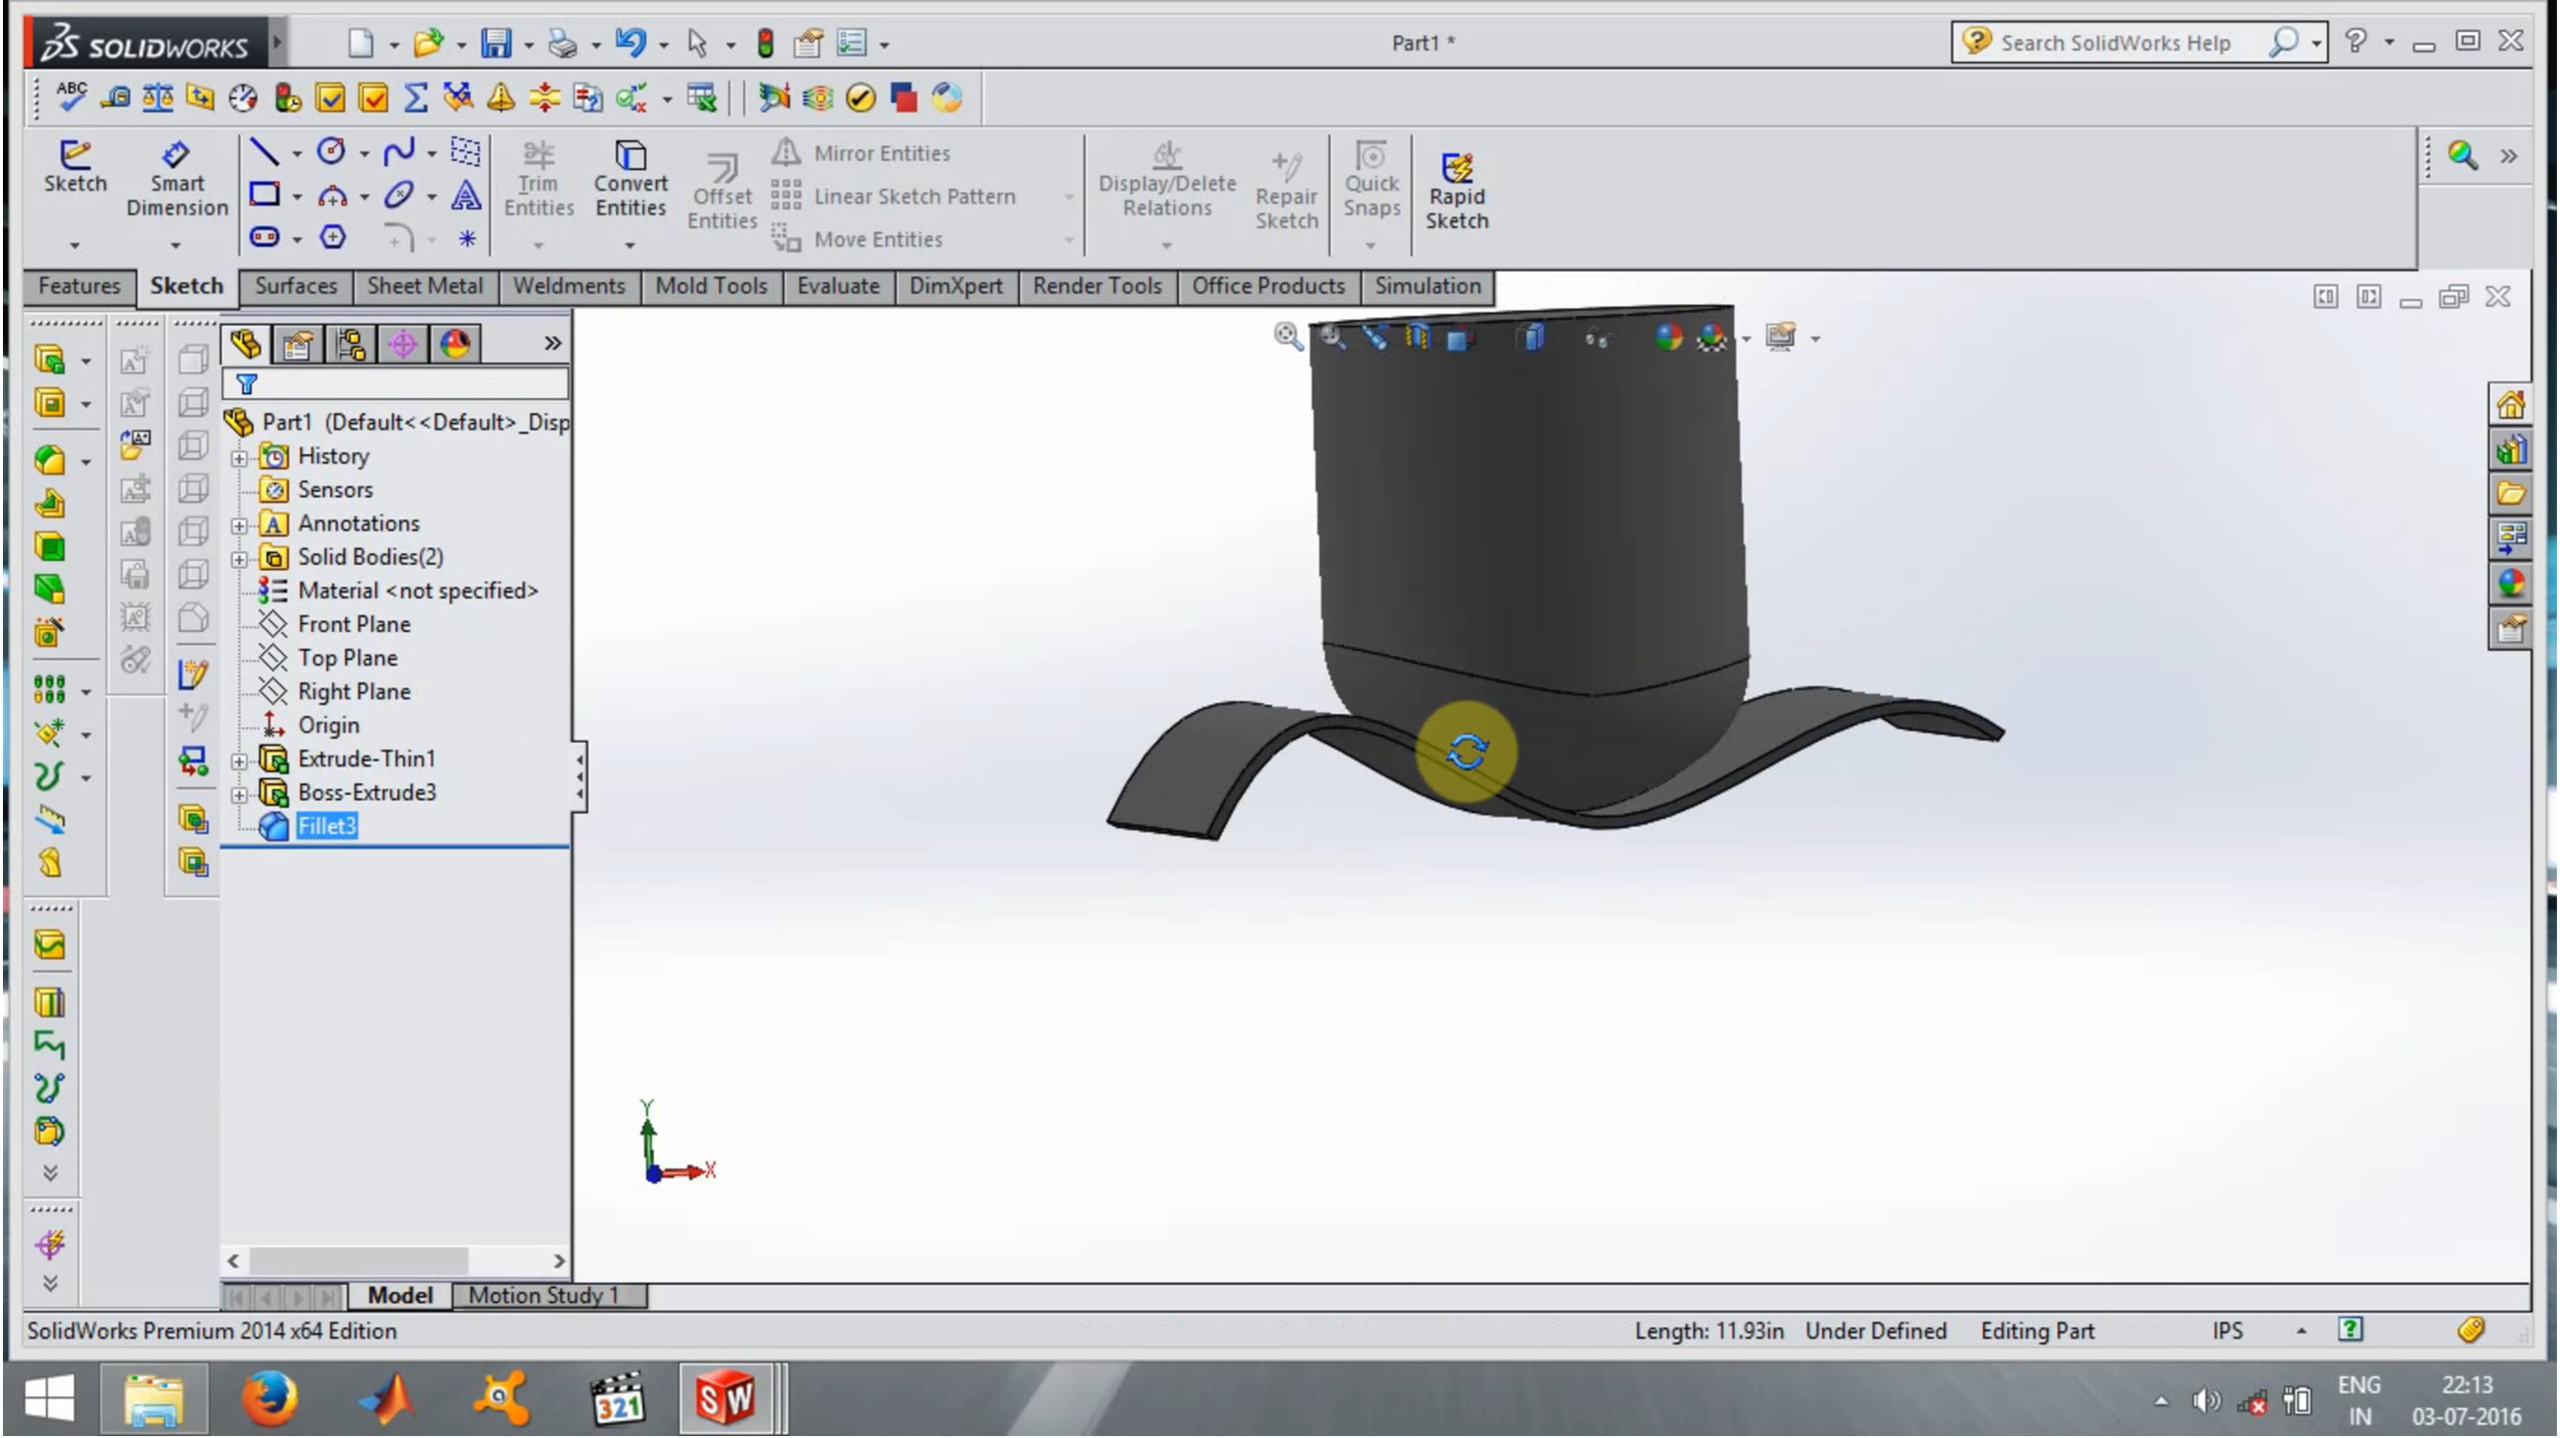 SOLIDWORKS
Part1 *
Search SolidWorks Help
ABC
Sketch
Smart Dimension
Trim Entities
Convert Entities
Offset Entities
Mirror Entities
Linear Sketch Pattern
Move Entities
Display/Delete Relations
Repair Sketch
Quick Snaps
Rapid Sketch
Features
Sketch
Surfaces
Sheet Metal
Weldments
Mold Tools
Evaluate
DimXpert
Render Tools
Office Products
Simulation
Part1 (Default<<Default>_Disp
History
Sensors
Annotations
Solid Bodies(2)
Material <not specified>
Front Plane
Top Plane
Right Plane
Origin
Extrude-Thin1
Boss-Extrude3
Fillet3
Y
X
Model
Motion Study 1
SolidWorks Premium 2014 x64 Edition
Length: 11.93in
Under Defined
Editing Part
IPS
321
SW
ENG
IN
22:13
03-07-2016